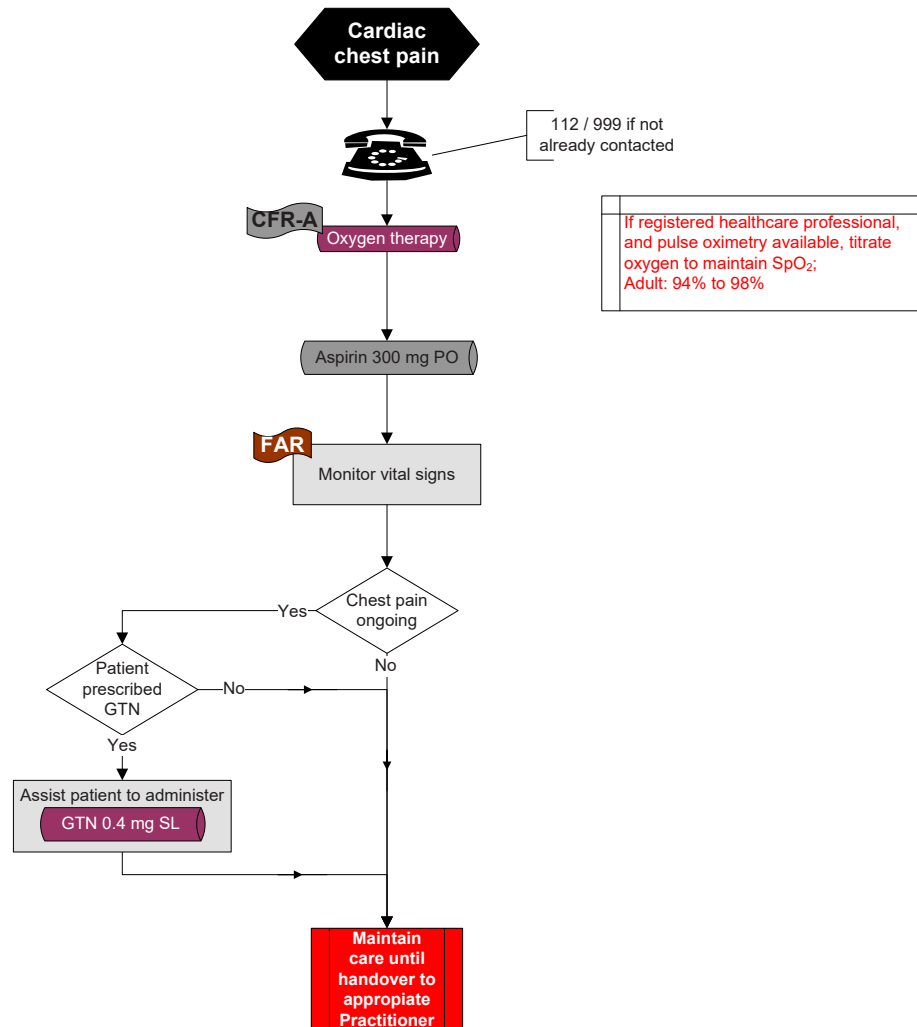 Cardiac
chest pain
112 / 999 if not
already contacted
CFR-A
Oxygen therapy
If registered healthcare professional,
and pulse oximetry available, titrate
oxygen to maintain SpO₂;
Adult: 94% to 98%
Aspirin 300 mg PO
FAR
Monitor vital signs
Chest pain
ongoing
Yes
No
Patient
prescribed
GTN
No
Yes
Assist patient to administer
GTN 0.4 mg SL
Maintain
care until
handover to
appropiate
Practitioner